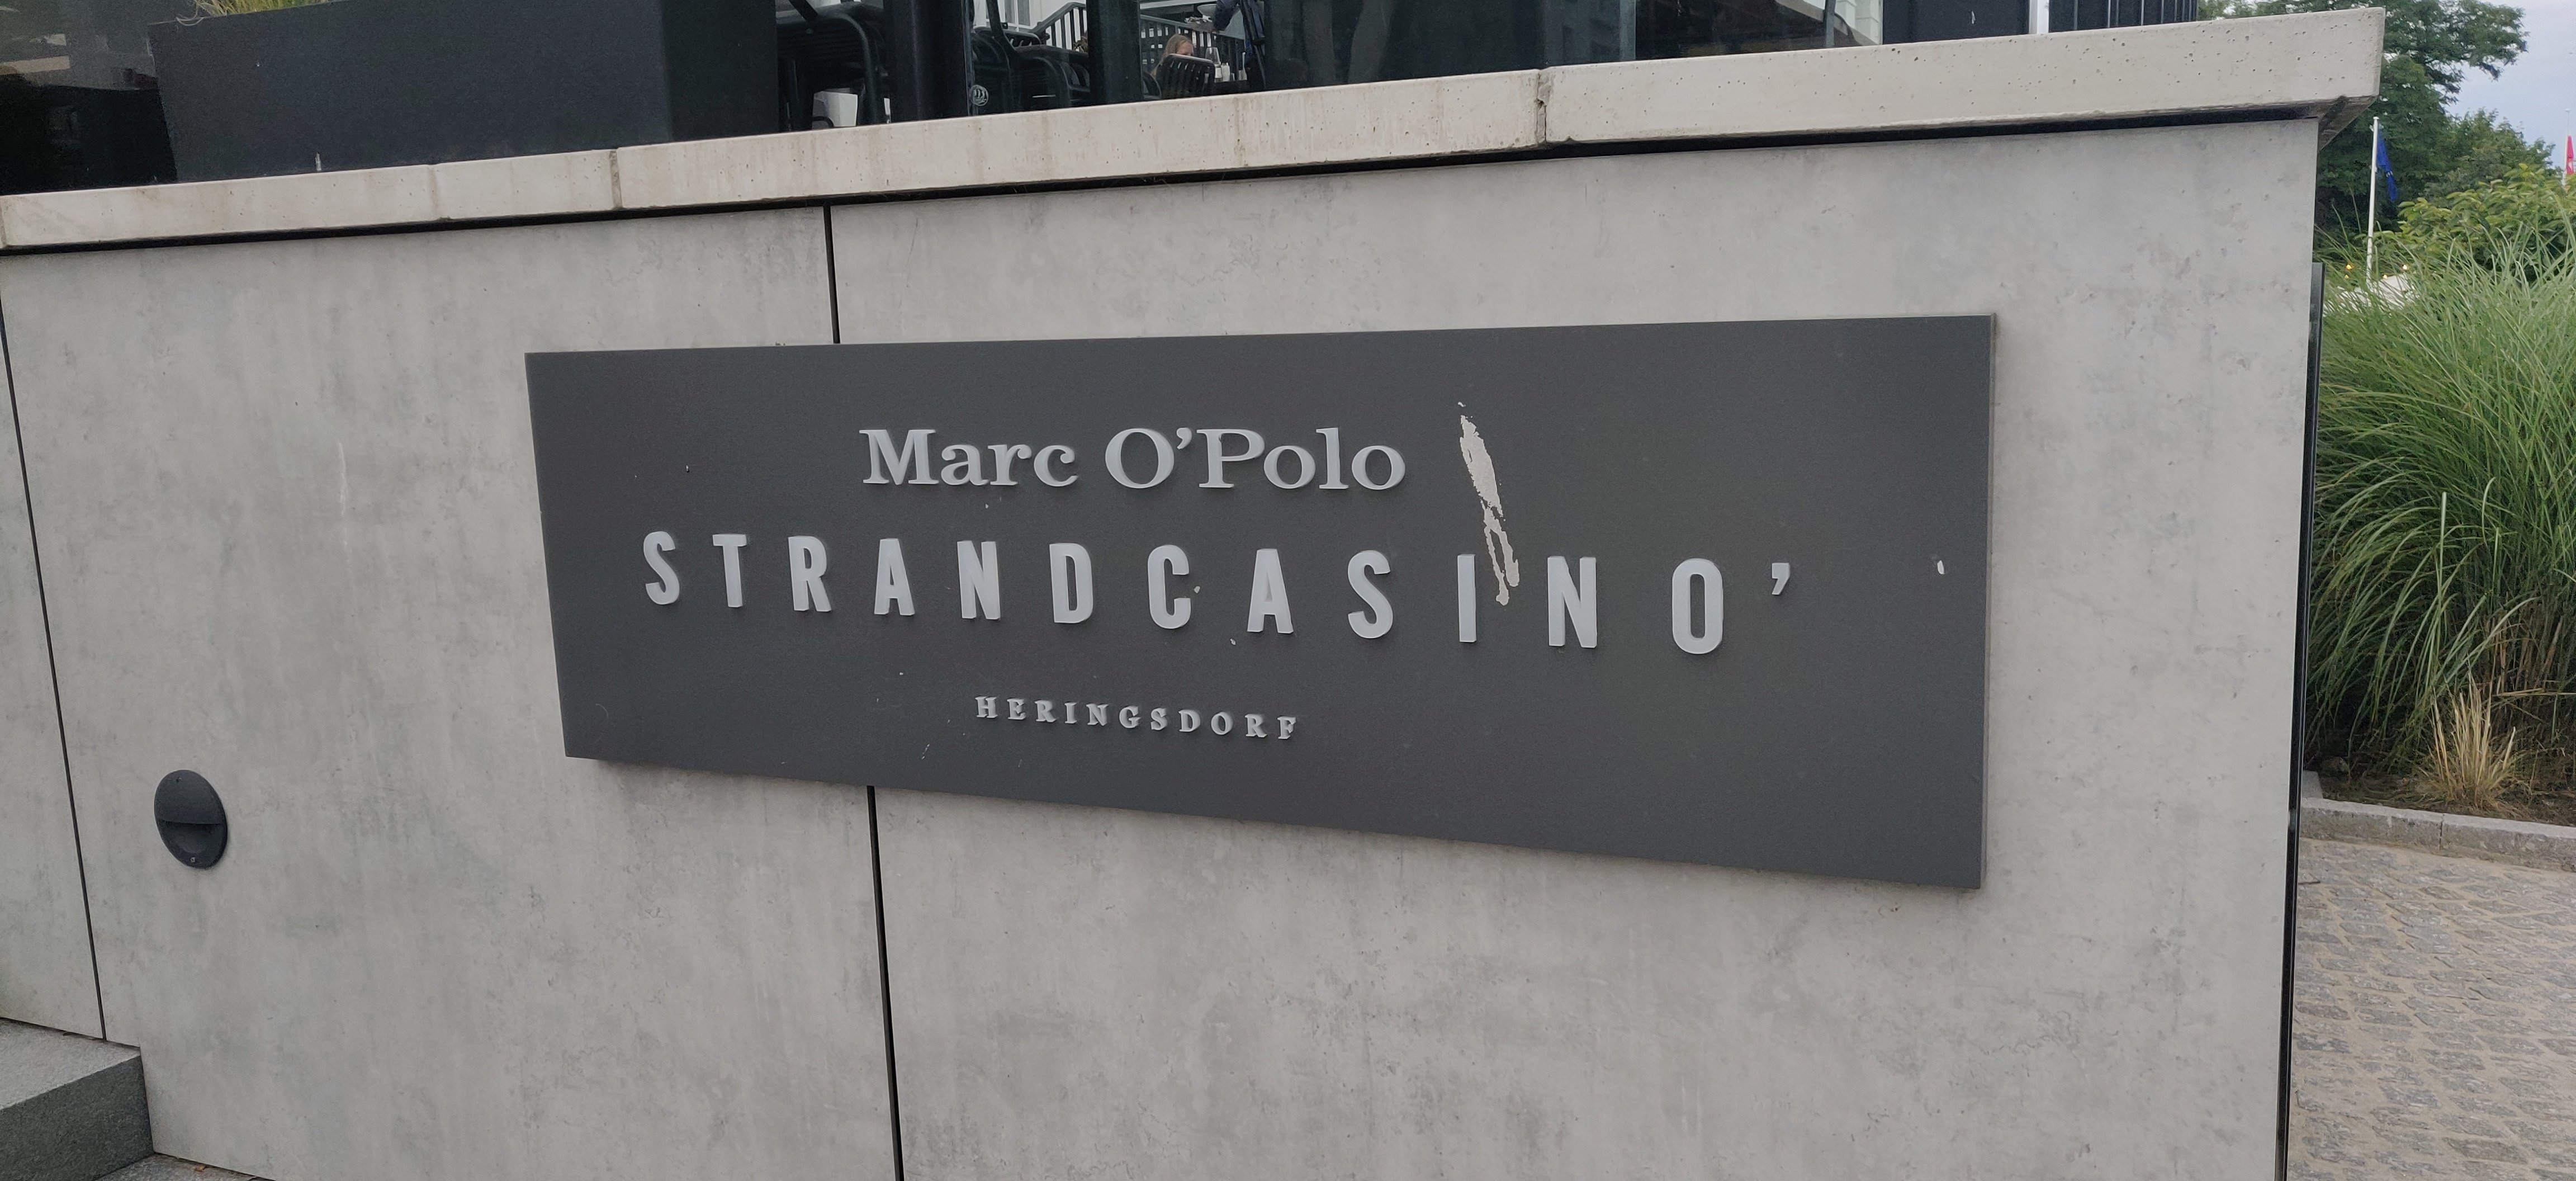 Marc O’Polo
STRANDCASINO’
HERINGSDORF